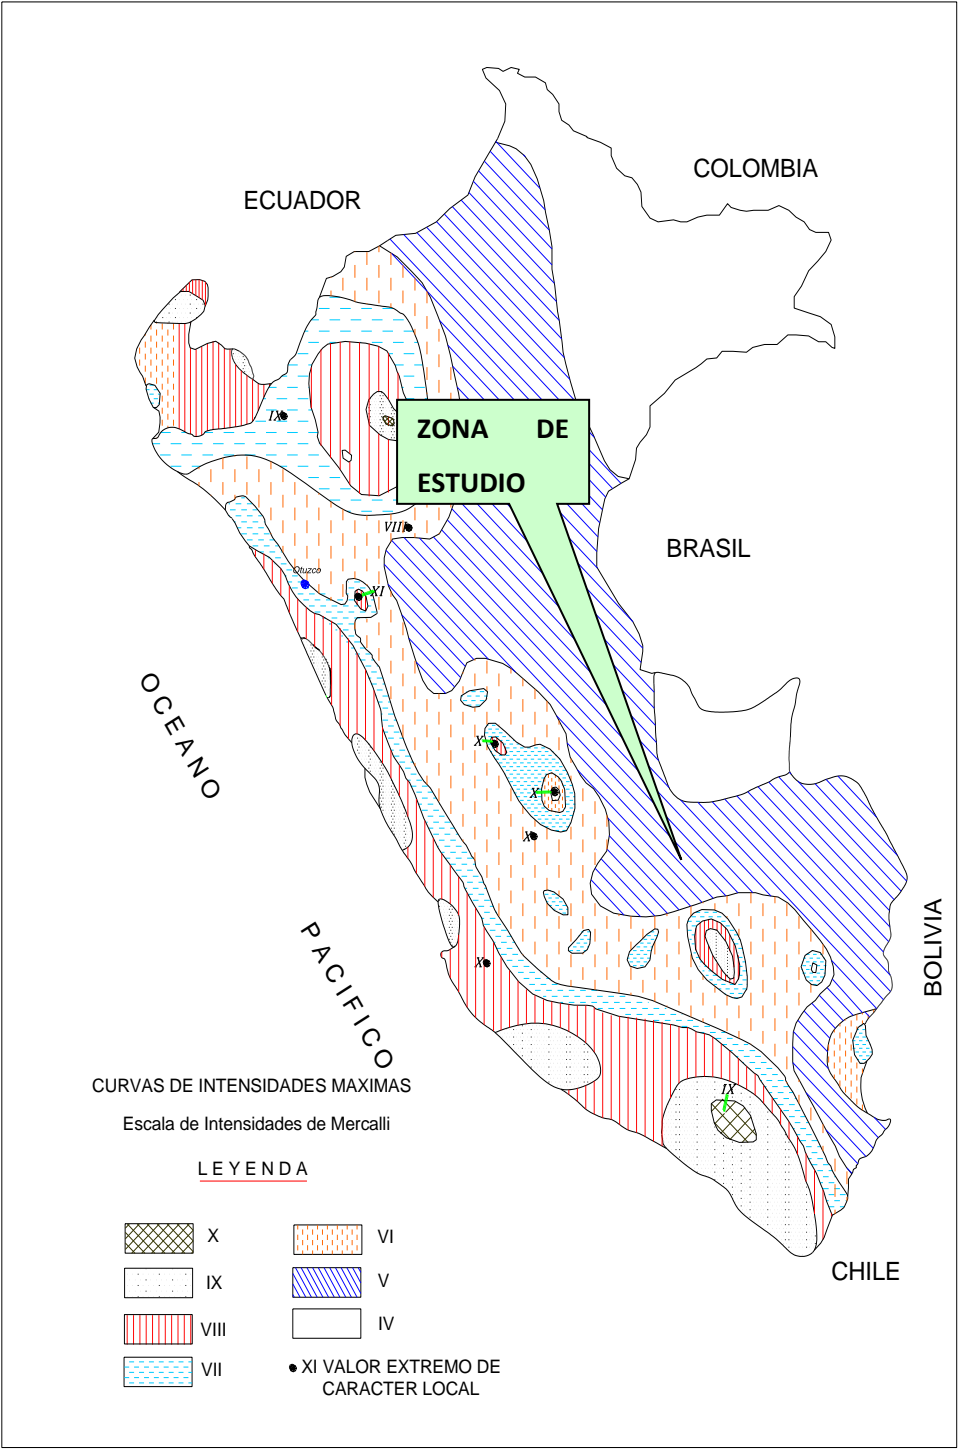 COLOMBIA
ECUADOR
ZONA DE
ESTUDIO
IX
VIII
BRASIL
Otuzco
XI
OCEANO
X
X
X
PACIFICO
X
BOLIVIA
IX
CURVAS DE INTENSIDADES MAXIMAS
Escala de Intensidades de Mercalli
LEYENDA
X
IX
VIII
VII
VI
V
IV
XI VALOR EXTREMO DE
CARACTER LOCAL
CHILE